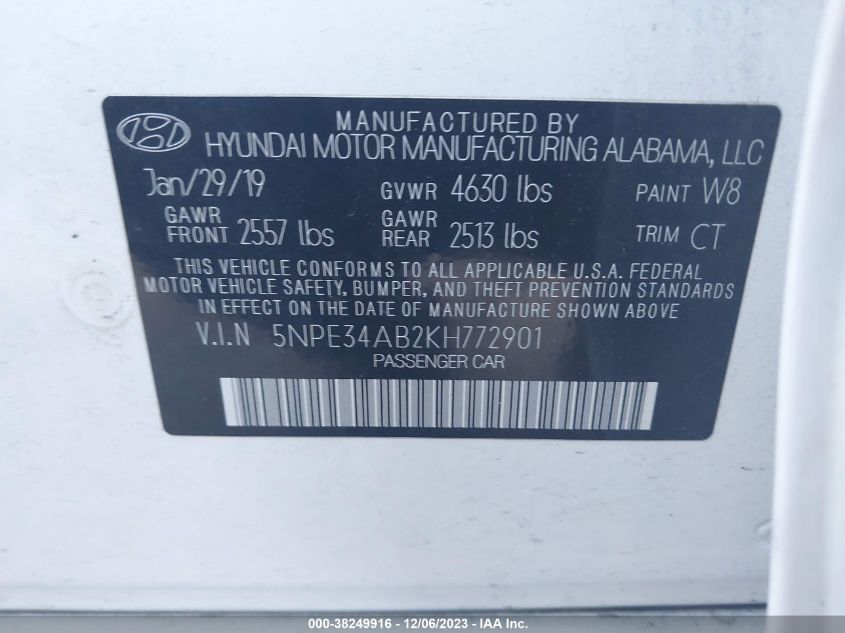 MANUFACTURED BY
HYUNDAI MOTOR MANUFACTURING ALABAMA, LLC
Jan/29/19 GVWR 4630 lbs PAINT W8
GAWR FRONT 2557 lbs GAWR REAR 2513 lbs TRIM CT
THIS VEHICLE CONFORMS TO ALL APPLICABLE U.S.A. FEDERAL
MOTOR VEHICLE SAFETY, BUMPER, AND THEFT PREVENTION STANDARDS
IN EFFECT ON THE DATE OF MANUFACTURE SHOWN ABOVE
V.I.N 5NPE34AB2KH772901
PASSENGER CAR
000-38249916 - 12/06/2023 - IAA Inc.